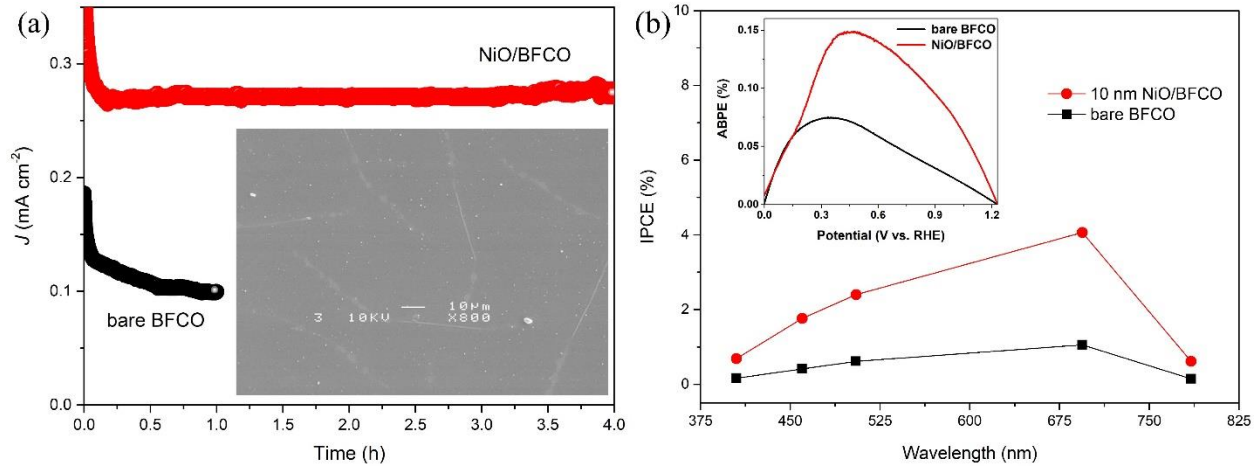 (a)
0.3
0.2
0.1
0.0
J (mA cm⁻²)
NiO/BFCO
bare BFCO
10µm
3 10KV X800
0.0 0.5 1.0 1.5 2.0 2.5 3.0 3.5 4.0
Time (h)
(b)
10
8
6
4
2
0
IPCE (%)
bare BFCO
NiO/BFCO
0.15
0.10
0.05
0.00
ABPE (%)
0.0 0.3 0.6 0.9 1.2
Potential (V vs. RHE)
10 nm NiO/BFCO
bare BFCO
375 450 525 600 675 750 825
Wavelength (nm)